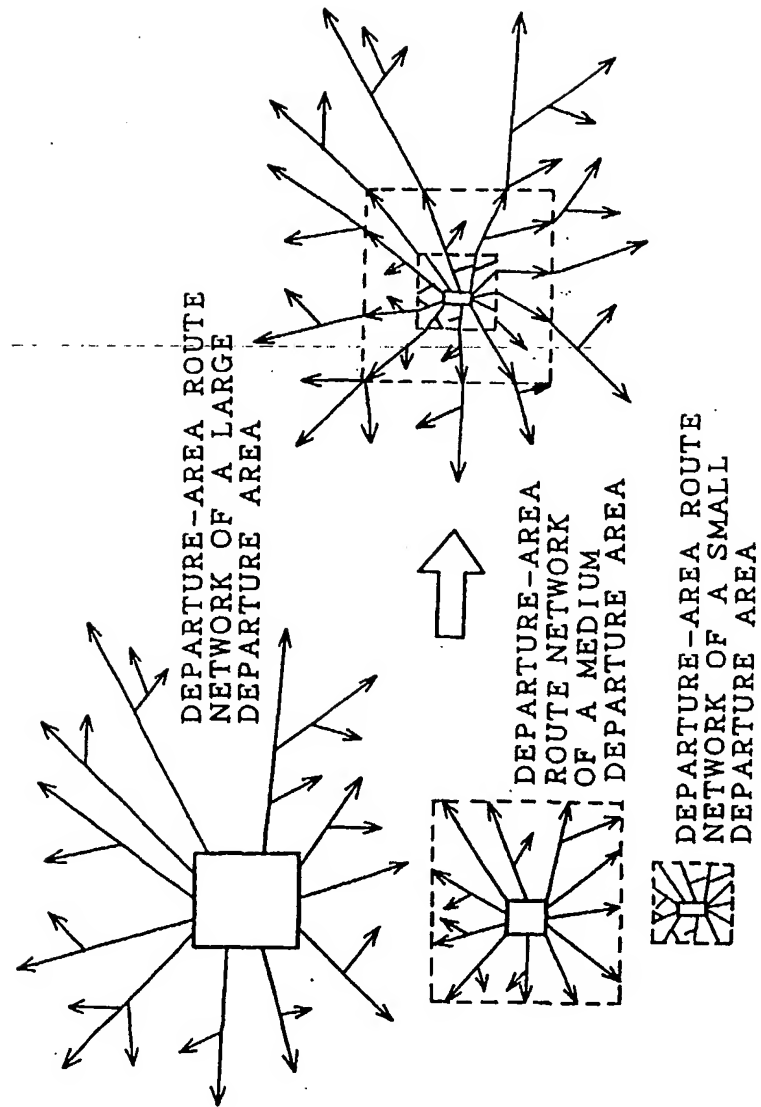 DEPARTURE-AREA ROUTE
NETWORK OF A LARGE
DEPARTURE AREA
DEPARTURE-AREA
ROUTE NETWORK
OF A MEDIUM
DEPARTURE AREA
DEPARTURE-AREA ROUTE
NETWORK OF A SMALL
DEPARTURE AREA